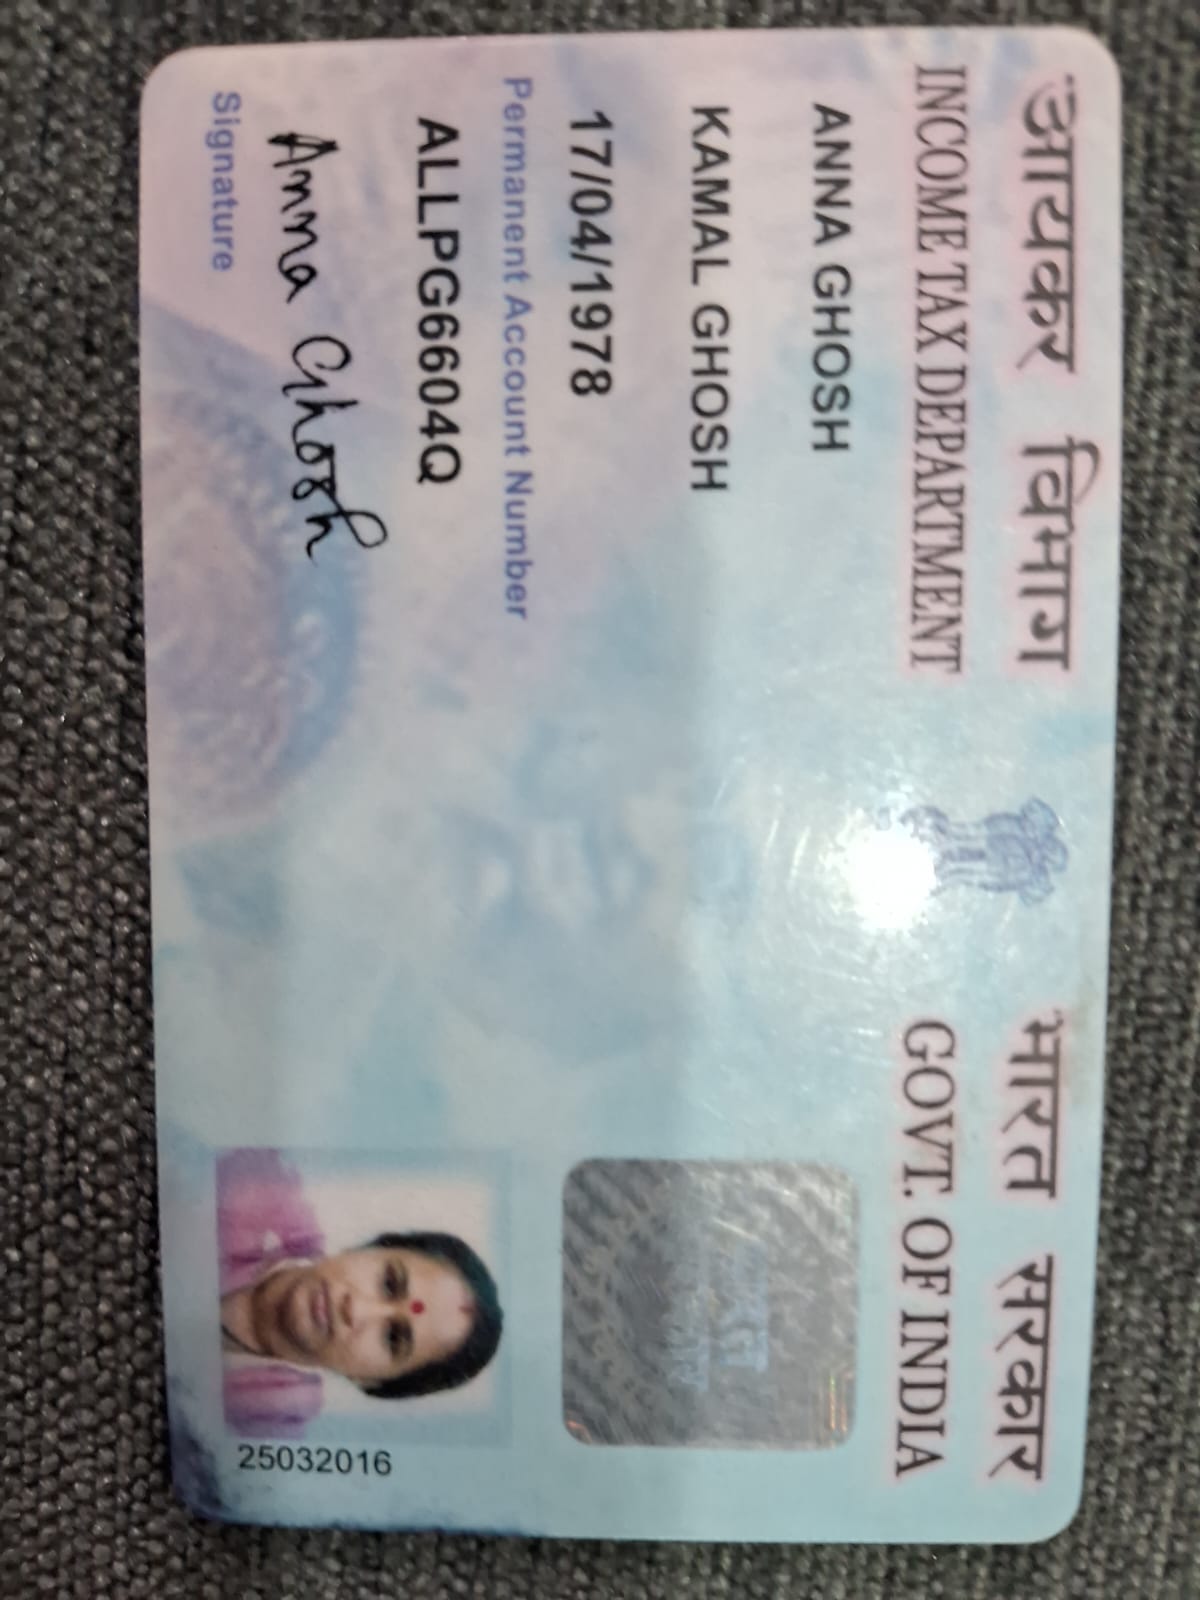 आयकर विभाग
INCOME TAX DEPARTMENT
भारत सरकार
GOVT. OF INDIA
ANNA GHOSH
KAMAL GHOSH
17/04/1978
Permanent Account Number
ALLPG6604Q
Anna Ghosh
Signature
25032016